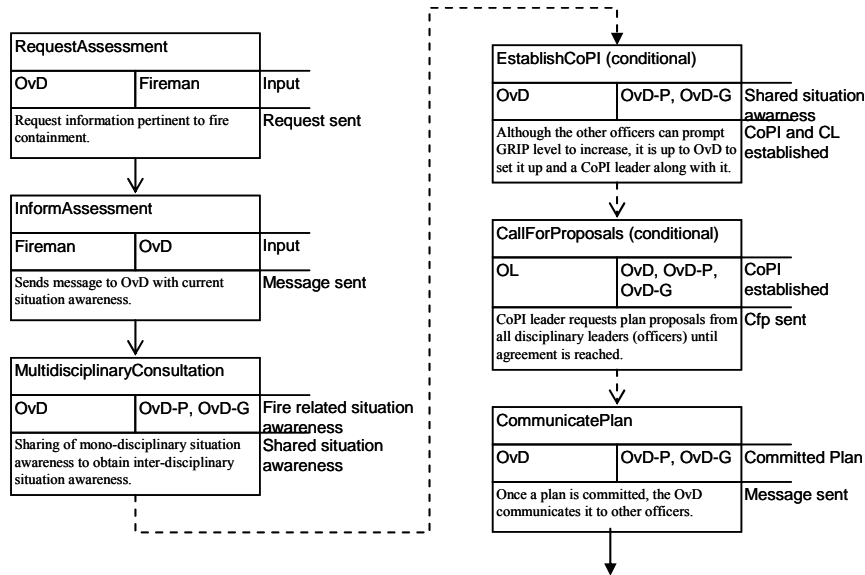 RequestAssessment
OvD
Fireman
Input
Request information pertinent to fire
containment.
Request sent
InformAssessment
Fireman
OvD
Input
Sends message to OvD with current
situation awareness.
Message sent
MultidisciplinaryConsultation
OvD
OvD-P, OvD-G
Fire related situation
awareness
Sharing of mono-disciplinary situation
awareness to obtain inter-disciplinary
situation awareness.
Shared situation
awareness
EstablishCoPI (conditional)
OvD
OvD-P, OvD-G
Shared situation
awarness
Although the other officers can prompt
GRIP level to increase, it is up to OvD to
set it up and a CoPI leader along with it.
CoPI and CL
established
CallForProposals (conditional)
OL
OvD, OvD-P,
OvD-G
CoPI
established
CoPI leader requests plan proposals from
all disciplinary leaders (officers) until
agreement is reached.
Cfp sent
CommunicatePlan
OvD
OvD-P, OvD-G
Committed Plan
Once a plan is committed, the OvD
communicates it to other officers.
Message sent